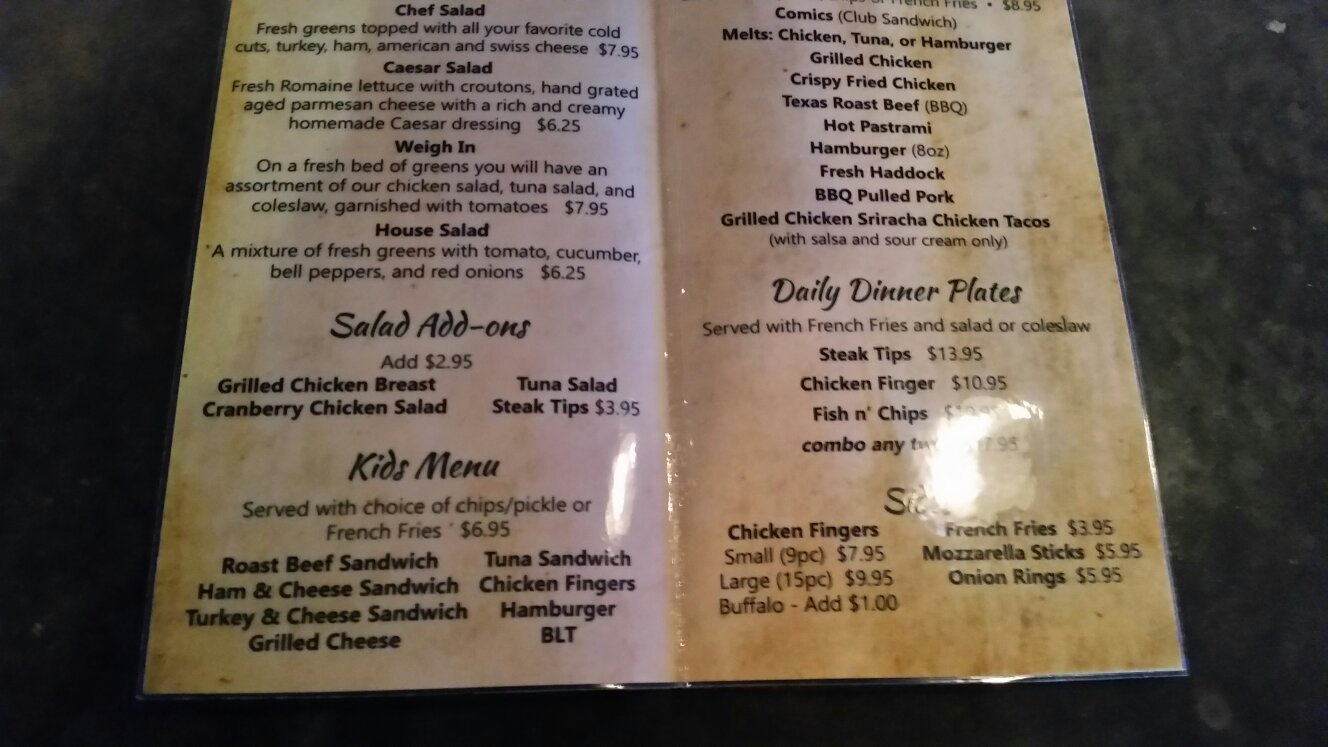 Chef Salad
Fresh greens topped with all your favorite cold
cuts, turkey, ham, american and swiss cheese $7.95
Caesar Salad
Fresh Romaine lettuce with croutons, hand grated
aged parmesan cheese with a rich and creamy
homemade Caesar dressing $6.25
Weigh In
On a fresh bed of greens you will have an
assortment of our chicken salad, tuna salad, and
coleslaw, garnished with tomatoes $7.95
House Salad
A mixture of fresh greens with tomato, cucumber,
bell peppers, and red onions $6.25
Salad Add-ons
Add $2.95
Grilled Chicken Breast Tuna Salad
Cranberry Chicken Salad Steak Tips $3.95
Kids Menu
Served with choice of chips/pickle or
French Fries $6.95
Roast Beef Sandwich Tuna Sandwich
Ham & Cheese Sandwich Chicken Fingers
Turkey & Cheese Sandwich Hamburger
Grilled Cheese BLT
French Fries • $8.95
Comics (Club Sandwich)
Melts: Chicken, Tuna, or Hamburger
Grilled Chicken
Crispy Fried Chicken
Texas Roast Beef (BBQ)
Hot Pastrami
Hamburger (8oz)
Fresh Haddock
BBQ Pulled Pork
Grilled Chicken Sriracha Chicken Tacos
(with salsa and sour cream only)
Daily Dinner Plates
Served with French Fries and salad or coleslaw
Steak Tips $13.95
Chicken Finger $10.95
Fish n' Chips
combo any
Chicken Fingers
Small (9pc) $7.95
Large (15pc) $9.95
Buffalo - Add $1.00
French Fries $3.95
Mozzarella Sticks $5.95
Onion Rings $5.95